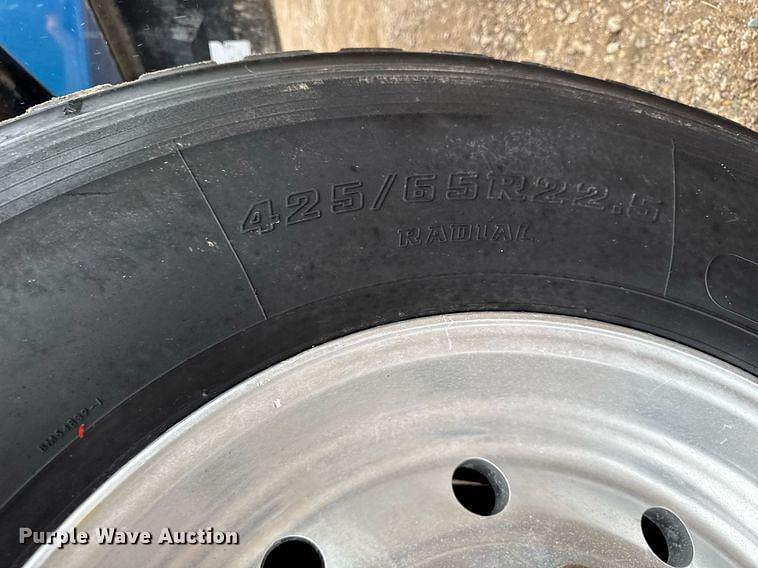 425/65R22.5
RADIAL
Purple Wave Auction